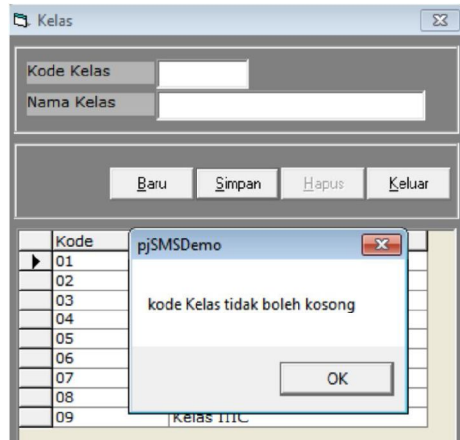 Kelas
Kode Kelas
Nama Kelas
Baru Simpan Hapus Keluar
Kode
pjSMSDemo
01
02
03
kode Kelas tidak boleh kosong
04
05
06
07
OK
08
09 Kelas IIIC